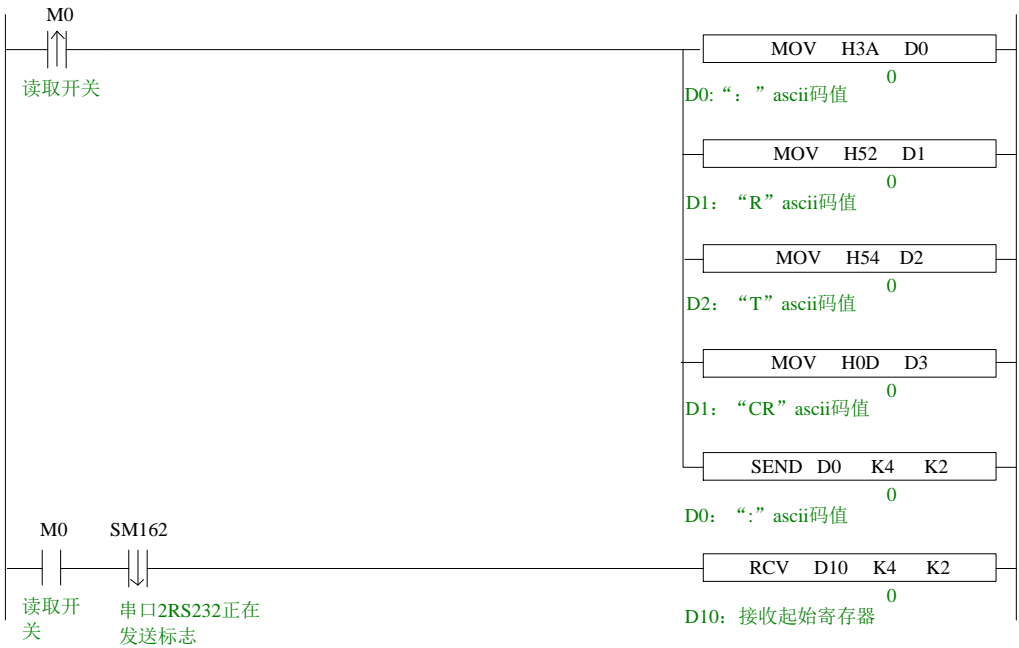 M0
MOV H3A D0
读取开关
0
D0:“：”ascii码值
MOV H52 D1
0
D1：“R”ascii码值
MOV H54 D2
0
D2：“T”ascii码值
MOV H0D D3
0
D1：“CR”ascii码值
SEND D0 K4 K2
0
D0：“:”ascii码值
M0 SM162
RCV D10 K4 K2
读取开
关
串口2RS232正在
发送标志
0
D10：接收起始寄存器